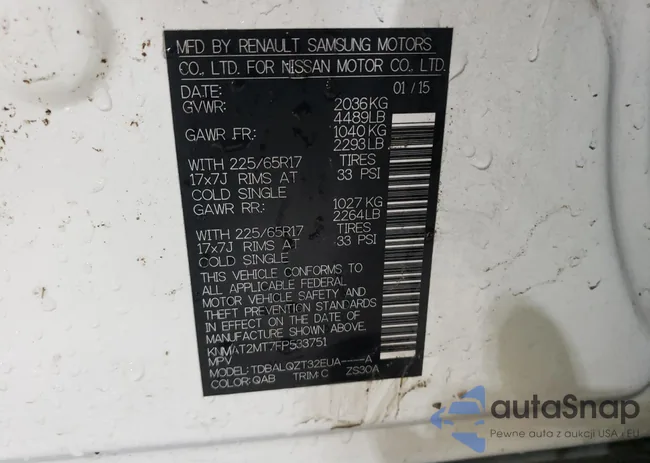 MFD BY RENAULT SAMSUNG MOTORS
CO., LTD. FOR NISSAN MOTOR CO., LTD.
DATE: 01 / 15
GVWR: 2036KG
4489LB
GAWR FR: 1040 KG
2293LB
WITH 225/65R17 TIRES
17x7J RIMS AT 33 PSI
COLD SINGLE
GAWR RR: 1027 KG
2264LB
WITH 225/65R17 TIRES
17x7J RIMS AT 33 PSI
COLD SINGLE
THIS VEHICLE CONFORMS TO
ALL APPLICABLE FEDERAL
MOTOR VEHICLE SAFETY AND
THEFT PREVENTION STANDARDS
IN EFFECT ON THE DATE OF
MANUFACTURE SHOWN ABOVE.
KNMAT2MT7FP533751
MPV
MODEL: TDBALQZT32EUA----A
COLOR: QAB TRIM: C ZS30A
autaSnap
Pewne auta z aukcji USA i EU